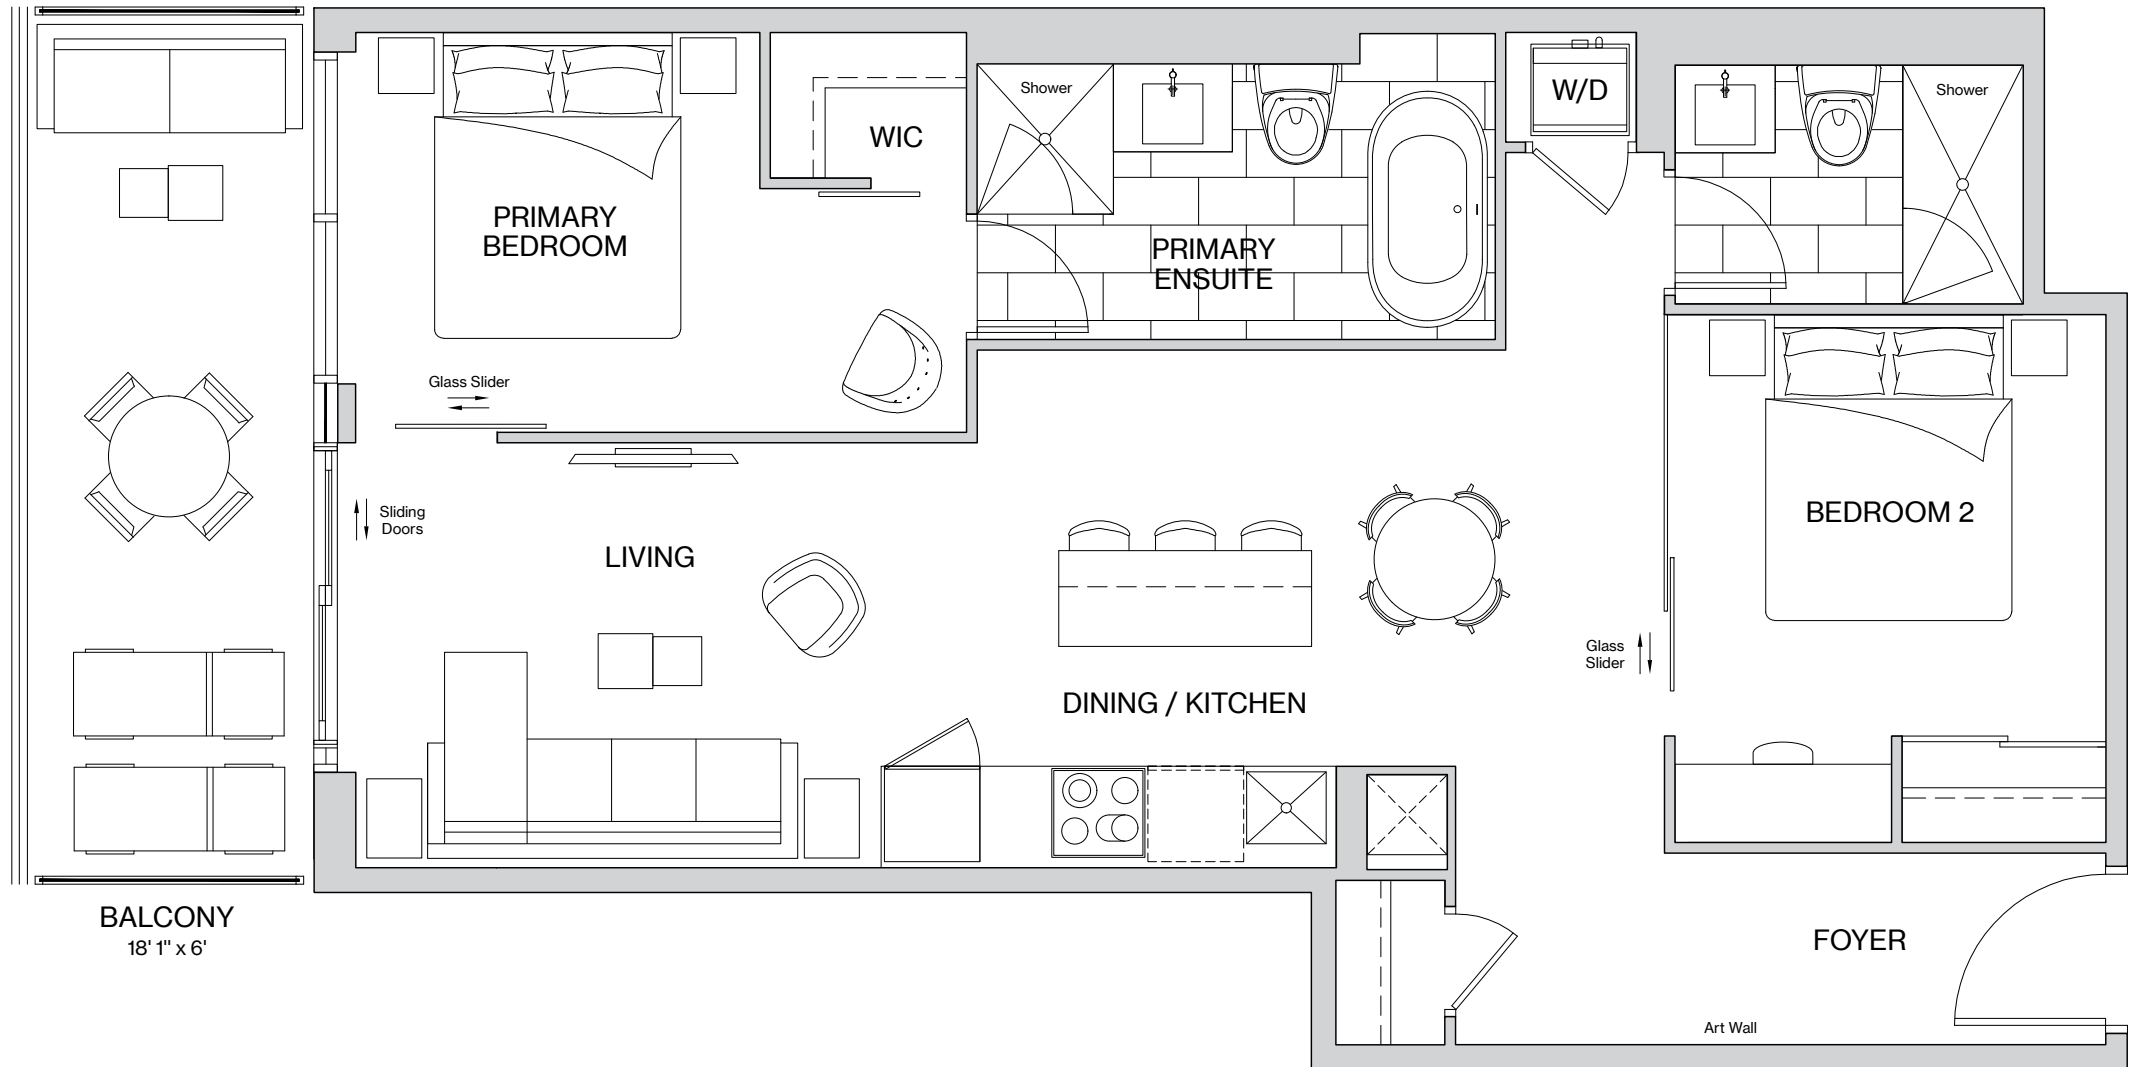 Shower
W/D
Shower
WIC
PRIMARY
BEDROOM
PRIMARY
ENSUITE
Glass Slider
Sliding
Doors
LIVING
BEDROOM 2
Glass
Slider
DINING / KITCHEN
BALCONY
18' 1" x 6'
FOYER
Art Wall